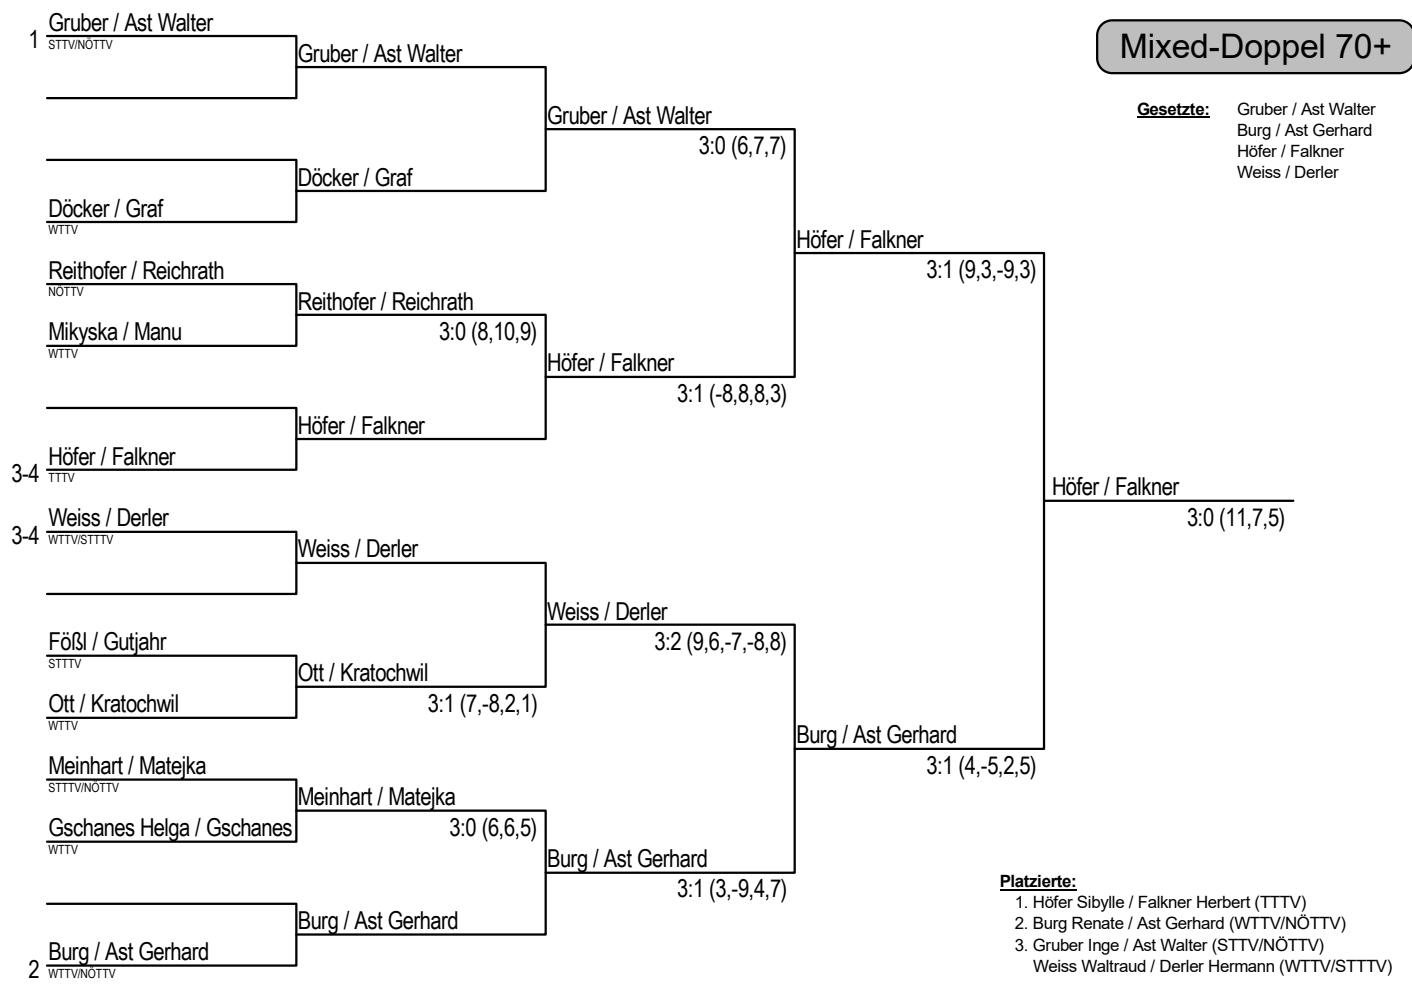 Mixed-Doppel 70+
Gesetzte: Gruber / Ast Walter
Burg / Ast Gerhard
Höfer / Falkner
Weiss / Derler
1 Gruber / Ast Walter
STTV/NÖTTV
Döcker / Graf
WTTV
Reithofer / Reichrath
NÖTTV
Mikyska / Manu
WTTV
3-4 Höfer / Falkner
TTTV
3-4 Weiss / Derler
WTTV/STTTV
Fößl / Gutjahr
STTTV
Ott / Kratochwil
WTTV
Meinhart / Matejka
STTTV/NÖTTV
Gschanes Helga / Gschanes
WTTV
2 Burg / Ast Gerhard
WTTV/NÖTTV
Gruber / Ast Walter
Döcker / Graf
Reithofer / Reichrath
3:0 (8,10,9)
Höfer / Falkner
Weiss / Derler
Ott / Kratochwil
3:1 (7,-8,2,1)
Meinhart / Matejka
3:0 (6,6,5)
Burg / Ast Gerhard
Gruber / Ast Walter
3:0 (6,7,7)
Höfer / Falkner
3:1 (-8,8,8,3)
Weiss / Derler
3:2 (9,6,-7,-8,8)
Burg / Ast Gerhard
3:1 (3,-9,4,7)
Höfer / Falkner
3:1 (9,3,-9,3)
Burg / Ast Gerhard
3:1 (4,-5,2,5)
Höfer / Falkner
3:0 (11,7,5)
Platzierte:
1. Höfer Sibylle / Falkner Herbert (TTTV)
2. Burg Renate / Ast Gerhard (WTTV/NÖTTV)
3. Gruber Inge / Ast Walter (STTV/NÖTTV)
Weiss Waltraud / Derler Hermann (WTTV/STTTV)